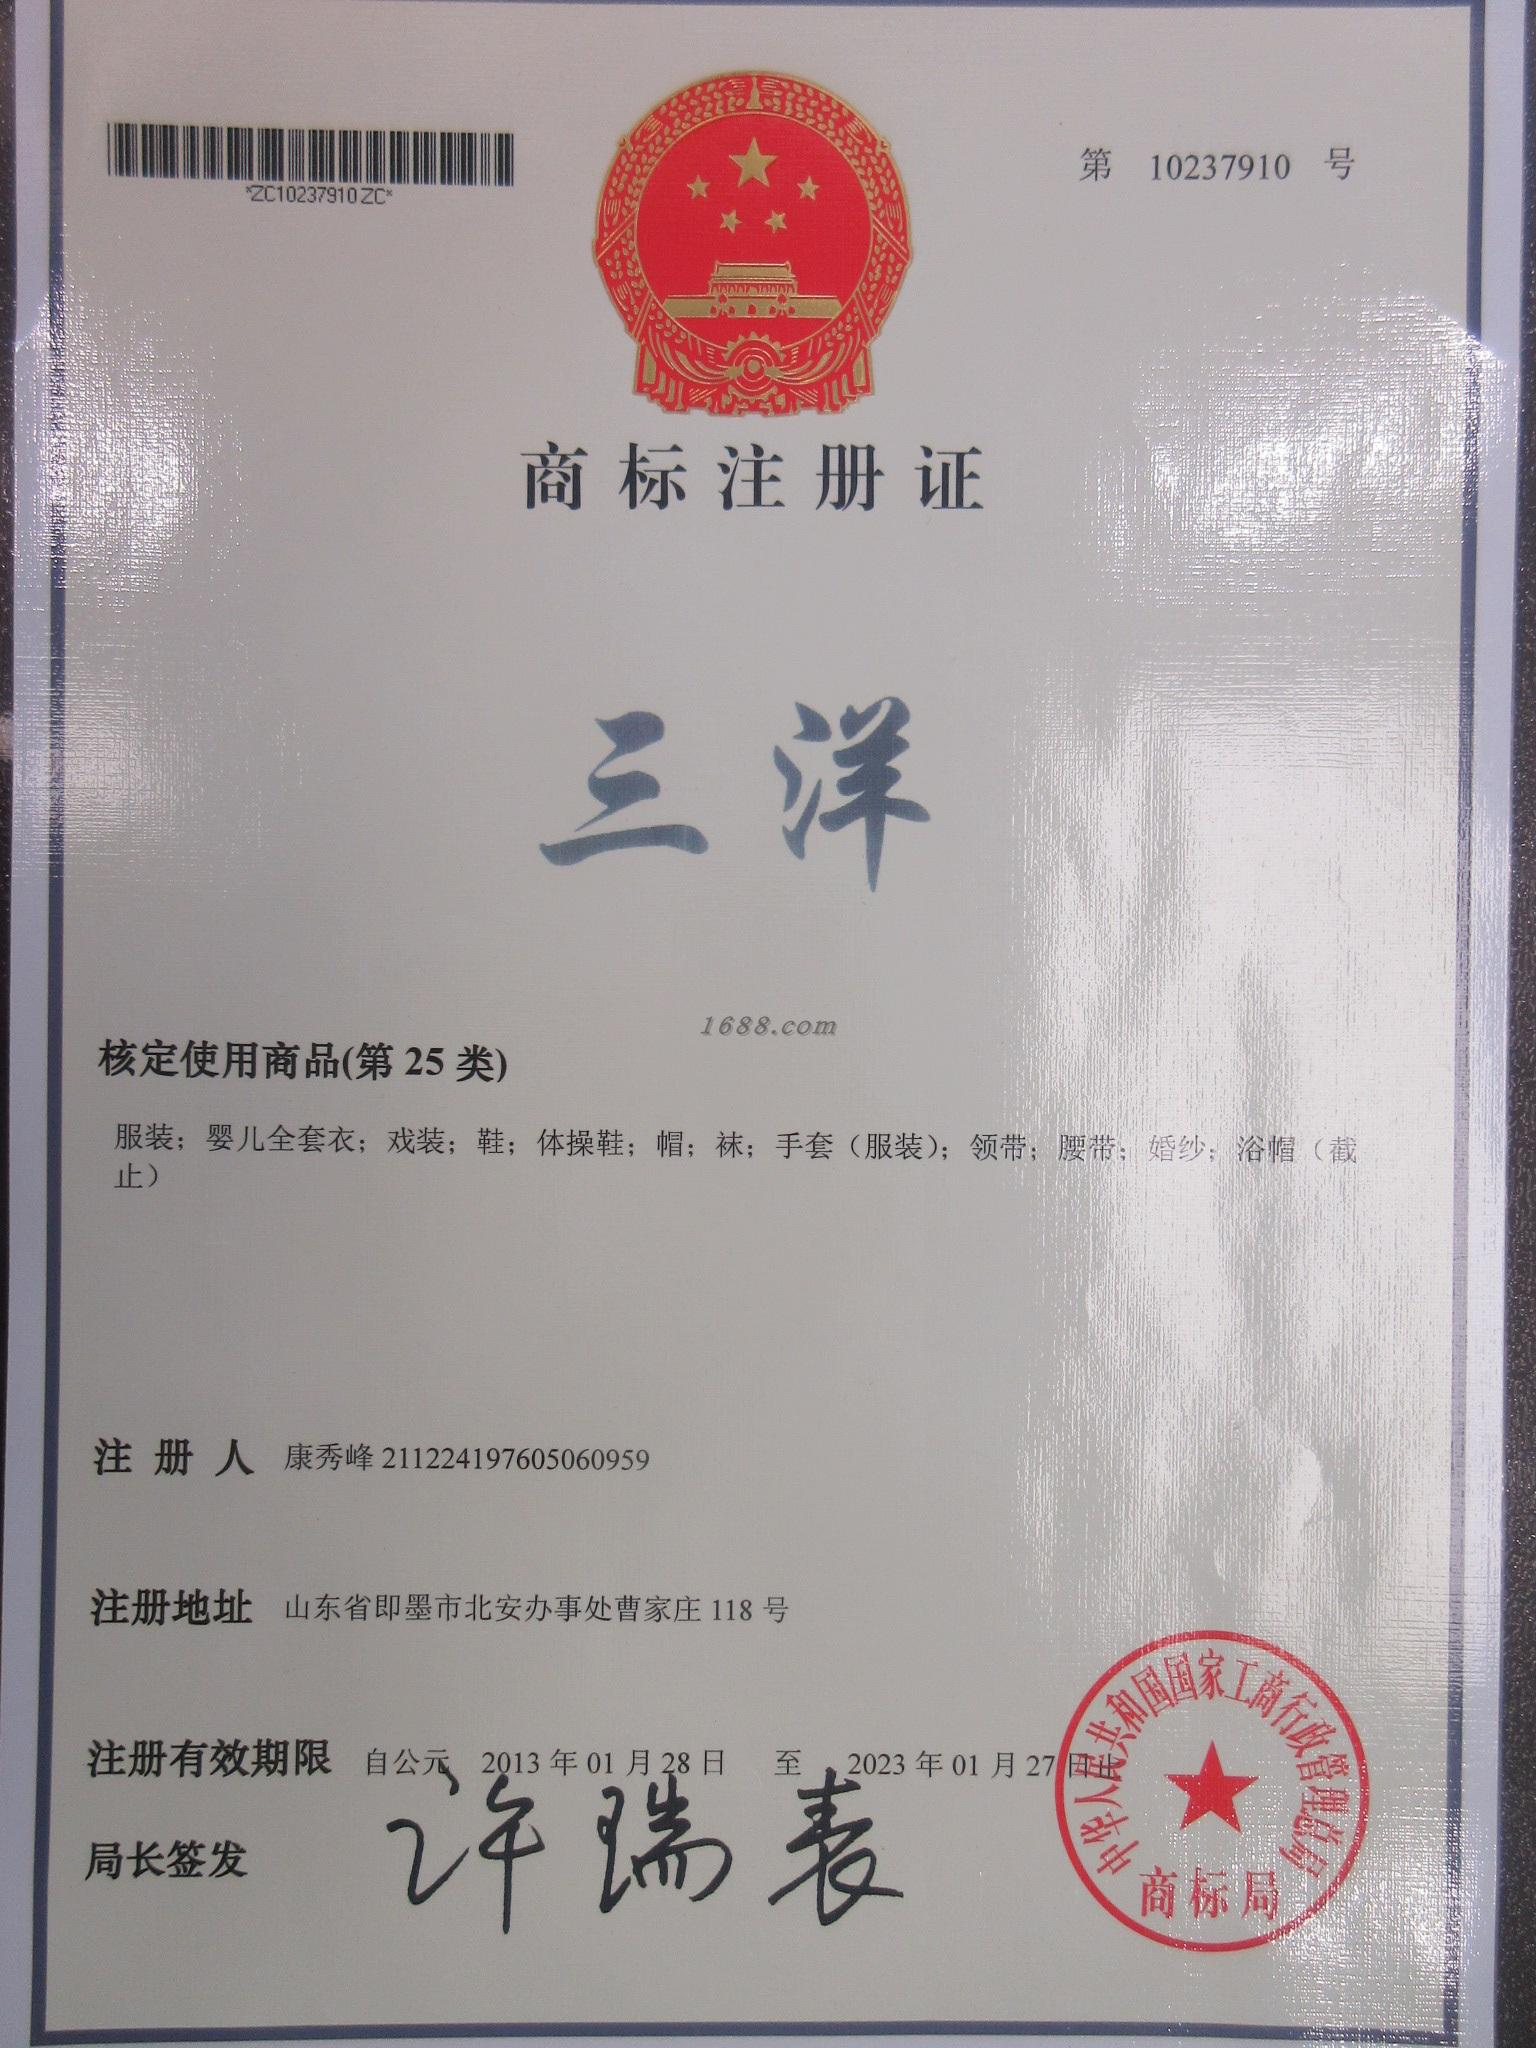 *ZC10237910ZC*
第 10237910 号
商标注册证
三洋
1688.com
核定使用商品(第 25 类)
服装；婴儿全套衣；戏装；鞋；体操鞋；帽；袜；手套（服装）；领带；腰带；婚纱；浴帽（截
止）
注 册 人 康秀峰 211224197605060959
注册地址 山东省即墨市北安办事处曹家庄 118 号
注册有效期限 自公元 2013 年 01 月 28 日 至 2023 年 01 月 27 日止
局长签发 许瑞表
中华人民共和国国家工商行政管理总局
商标局